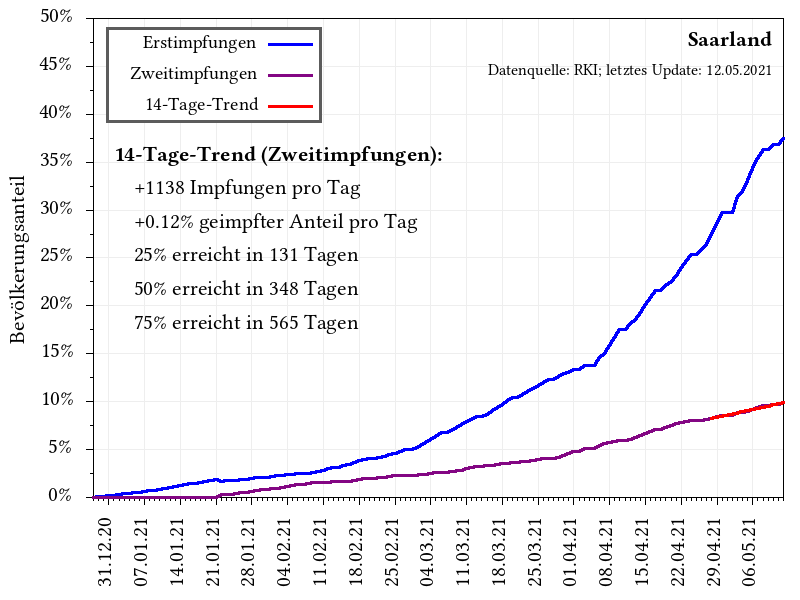 50%
45%
40%
35%
30%
25%
20%
15%
10%
5%
0%
Bevölkerungsanteil
Erstimpfungen
Zweitimpfungen
14-Tage-Trend
Saarland
Datenquelle: RKI; letztes Update: 12.05.2021
14-Tage-Trend (Zweitimpfungen):
+1138 Impfungen pro Tag
+0.12% geimpfter Anteil pro Tag
25% erreicht in 131 Tagen
50% erreicht in 348 Tagen
75% erreicht in 565 Tagen
31.12.20
07.01.21
14.01.21
21.01.21
28.01.21
04.02.21
11.02.21
18.02.21
25.02.21
04.03.21
11.03.21
18.03.21
25.03.21
01.04.21
08.04.21
15.04.21
22.04.21
29.04.21
06.05.21